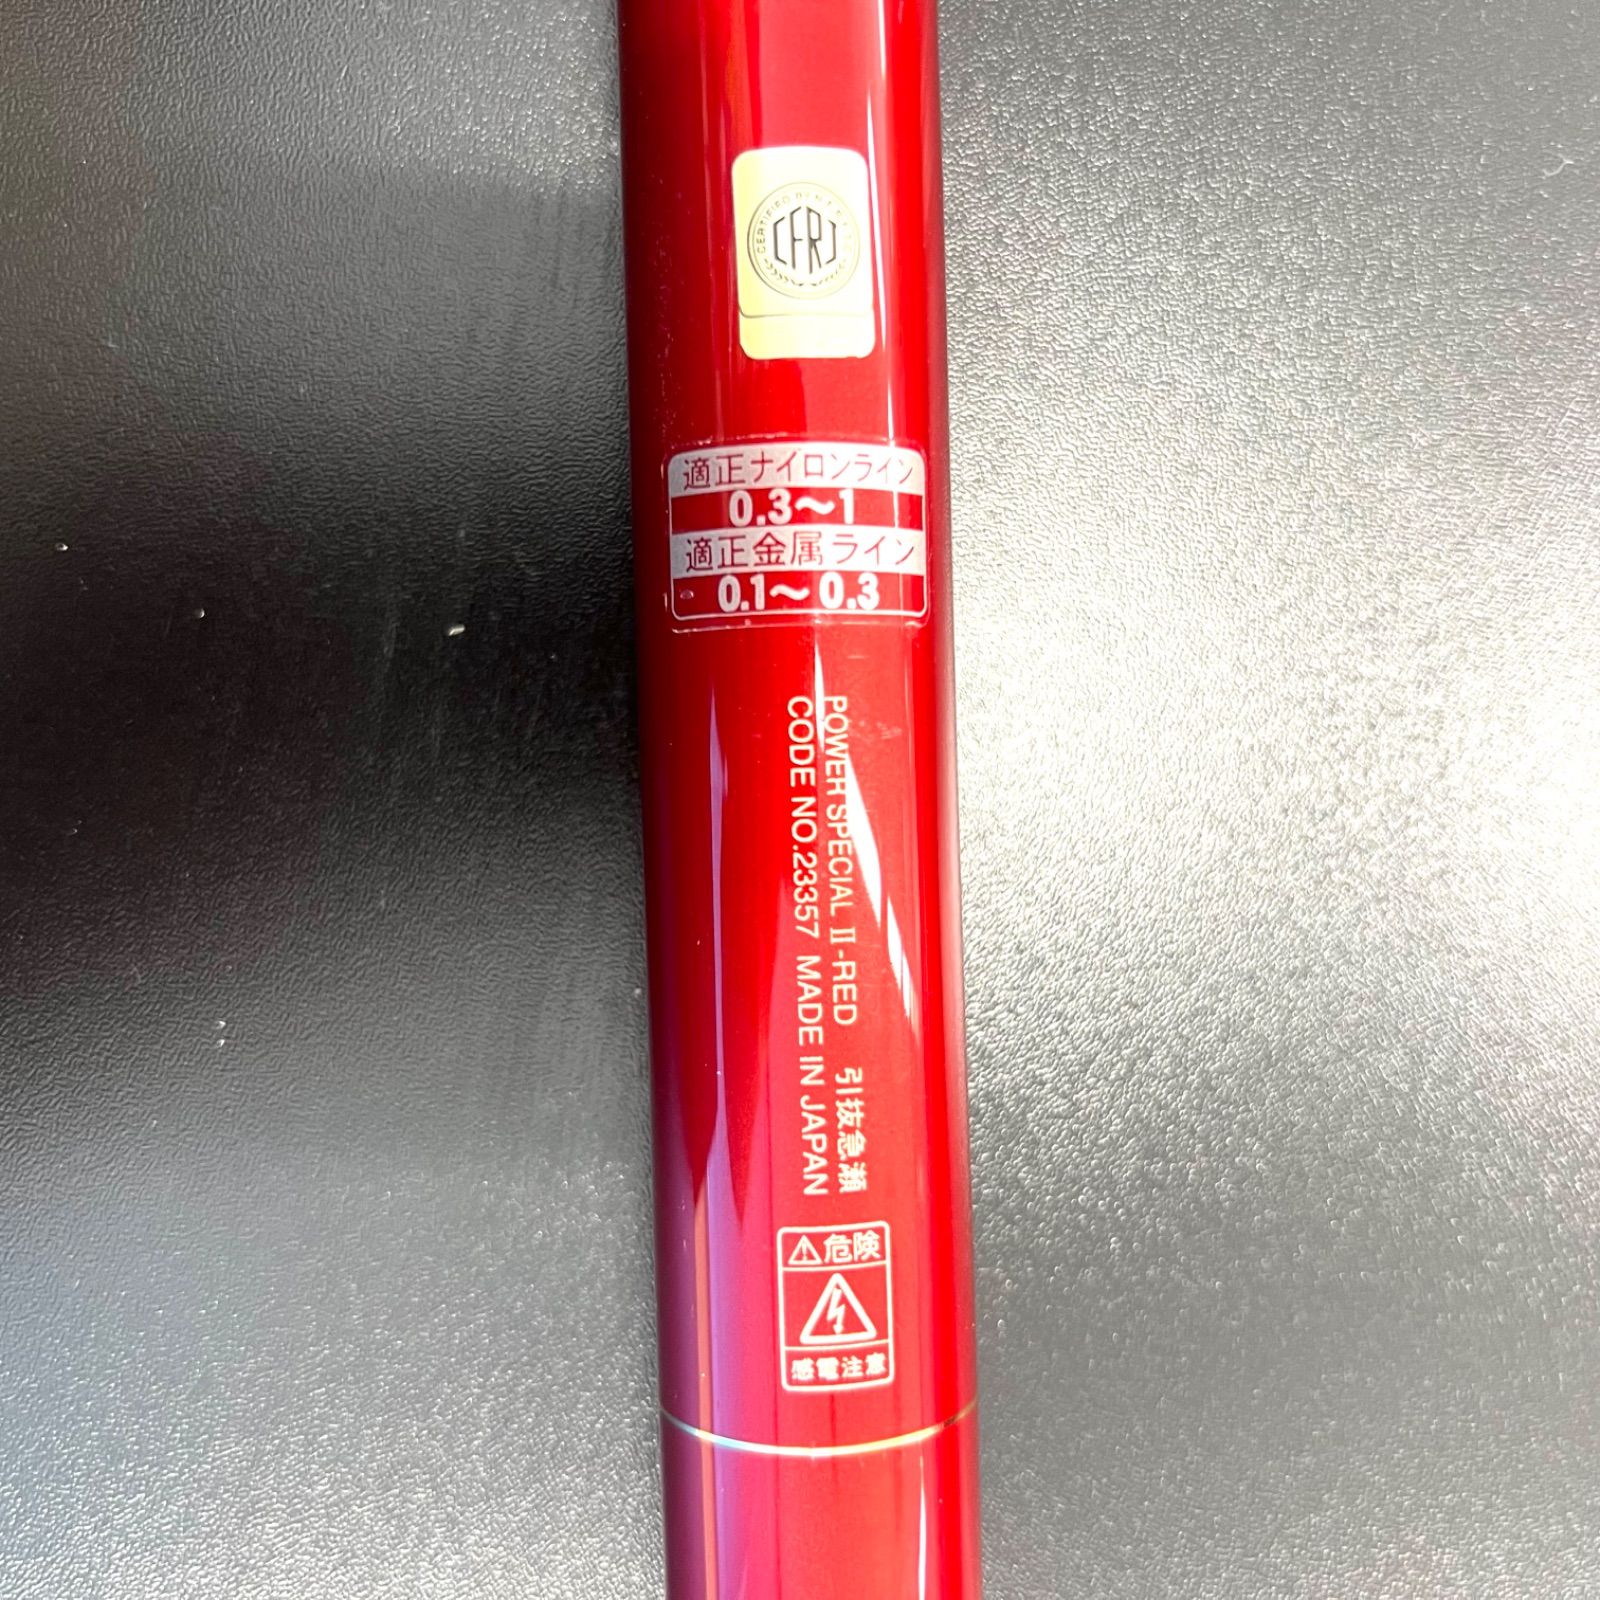 CERTIFIED BY
CFRJ
適正ナイロンライン
0.3〜1
適正金属ライン
0.1〜0.3
POWER SPECIAL Ⅱ-RED 引抜急瀬
CODE NO.23357 MADE IN JAPAN
⚠危険
感電注意